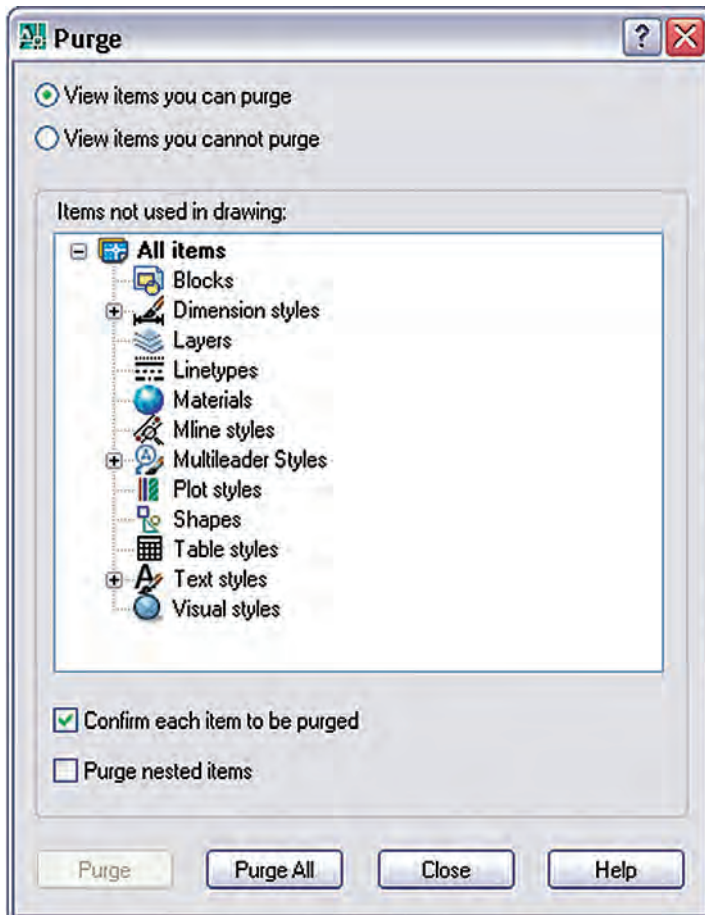 Purge
View items you can purge
View items you cannot purge
Items not used in drawing:
All items
Blocks
Dimension styles
Layers
Linetypes
Materials
Mline styles
Multileader Styles
Plot styles
Shapes
Table styles
Text styles
Visual styles
Confirm each item to be purged
Purge nested items
Purge Purge All Close Help